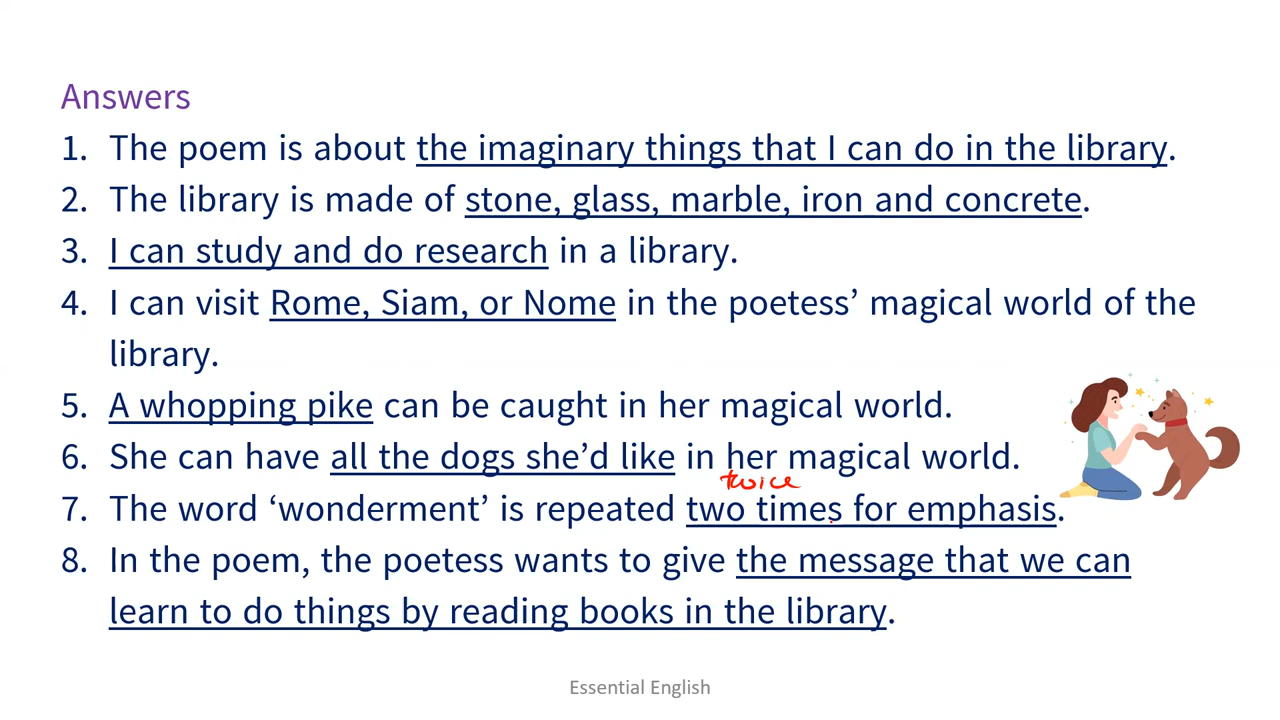 Answers
1. The poem is about the imaginary things that I can do in the library.
2. The library is made of stone, glass, marble, iron and concrete.
3. I can study and do research in a library.
4. I can visit Rome, Siam, or Nome in the poetess’ magical world of the
library.
5. A whopping pike can be caught in her magical world.
6. She can have all the dogs she’d like in her magical world.
twice
7. The word ‘wonderment’ is repeated two times for emphasis.
8. In the poem, the poetess wants to give the message that we can
learn to do things by reading books in the library.
Essential English